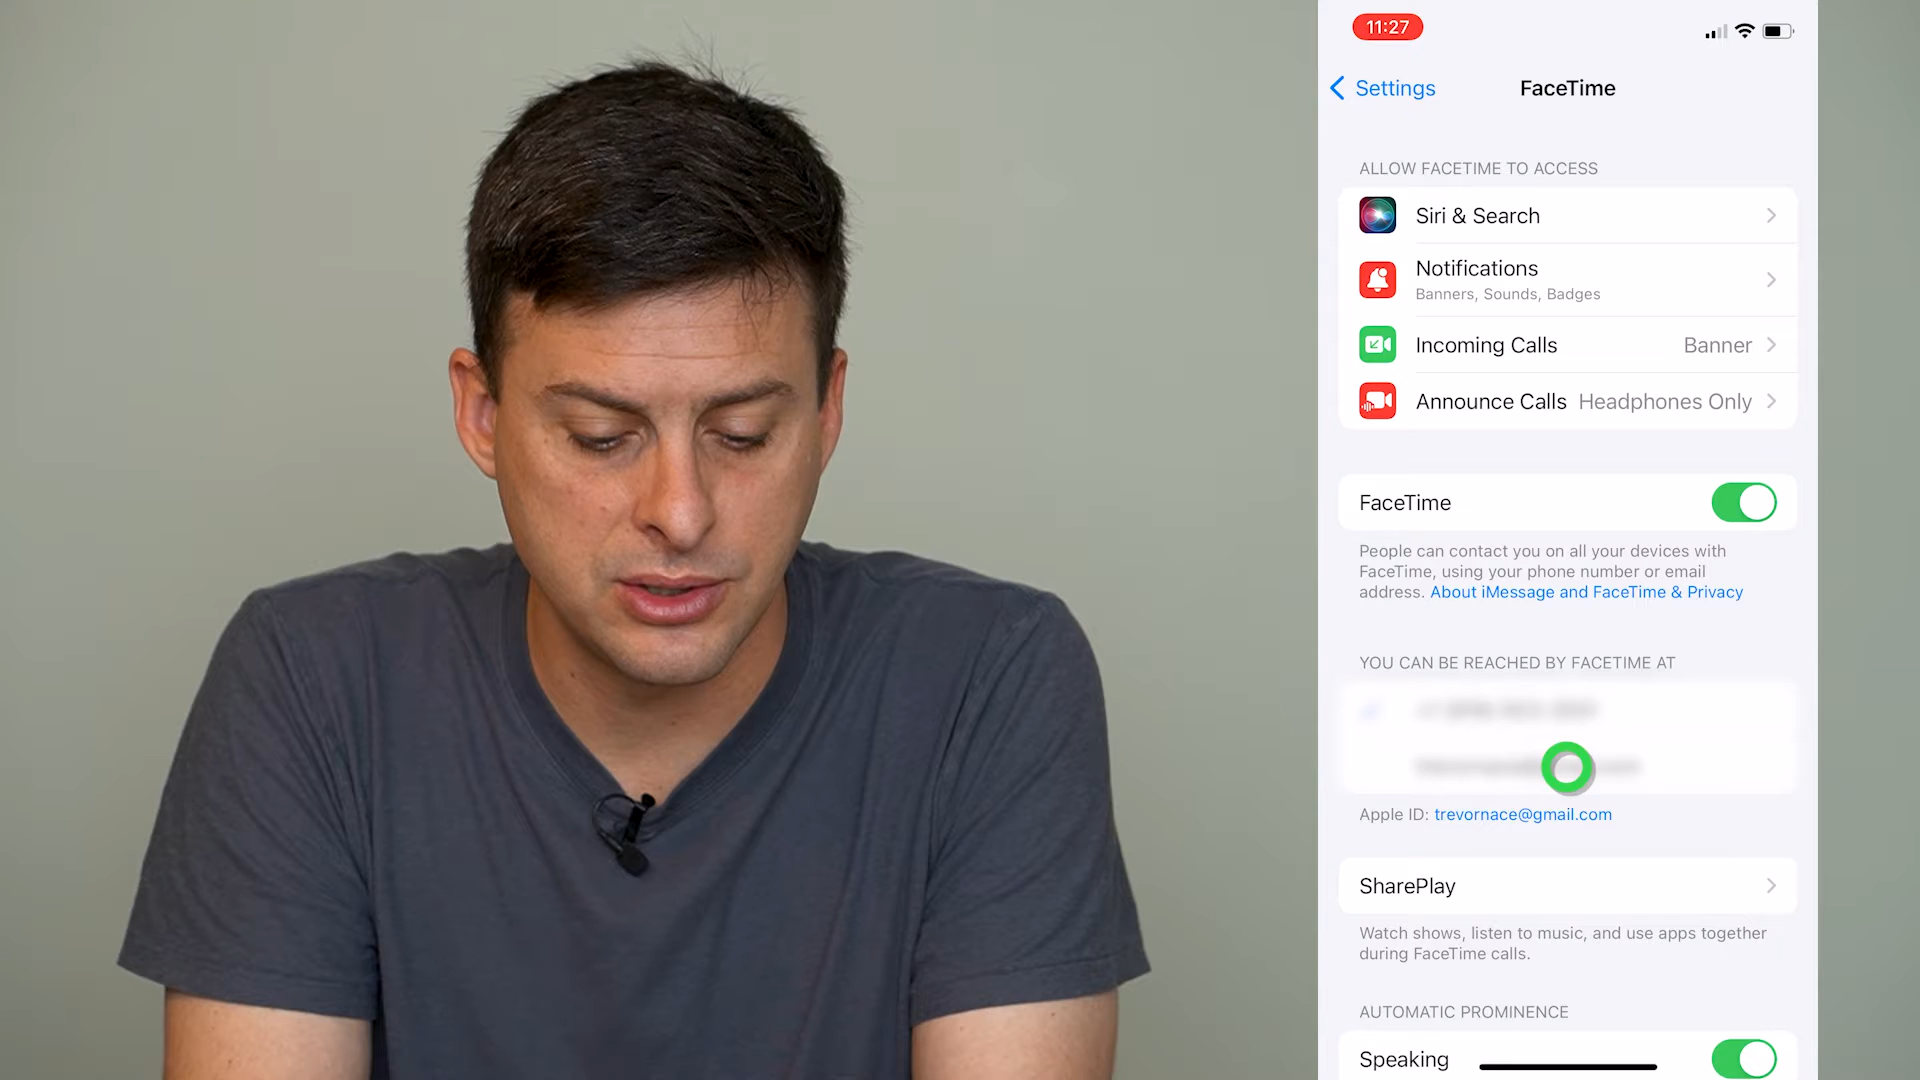 11:27
Settings
FaceTime
ALLOW FACETIME TO ACCESS
Siri & Search
Notifications
Banners, Sounds, Badges
Incoming Calls Banner
Announce Calls Headphones Only
FaceTime
People can contact you on all your devices with
FaceTime, using your phone number or email
address. About iMessage and FaceTime & Privacy
YOU CAN BE REACHED BY FACETIME AT
Apple ID: trevornace@gmail.com
SharePlay
Watch shows, listen to music, and use apps together
during FaceTime calls.
AUTOMATIC PROMINENCE
Speaking